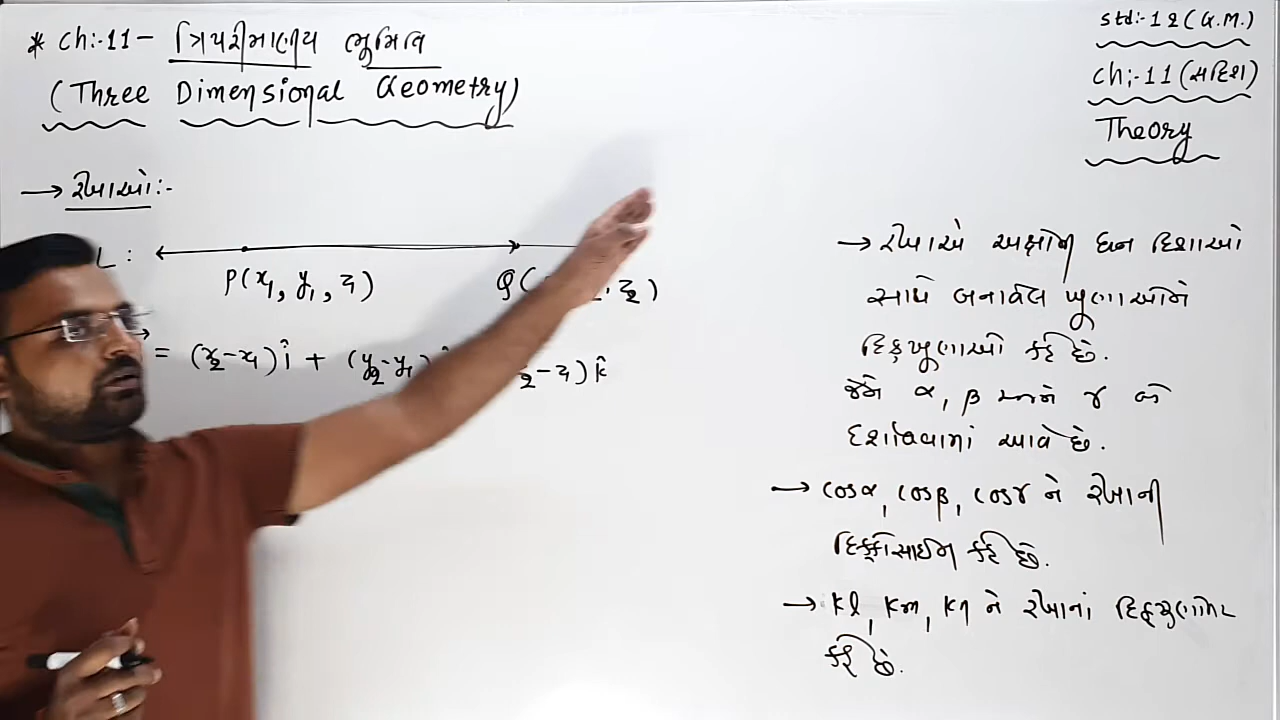 * Ch:-11 - ત્રિપરીમાણીય ભૂમિતિ
(Three Dimensional Geometry)
→ રેખાઓ:-
L:
P(x₁, y₁, z₁) Q( z₂)
= (x₂-x₁)î + (y₂-y₁) ₂-z₁)k̂
std:-12 (G.M.)
Ch:-11 (સદિશ)
Theory
→ રેખાએ અક્ષોની ધન દિશાઓ
સાથે બનાવેલ ખૂણાઓને
દિક્ખૂણાઓ કહે છે.
જેને α, β અને γ વડે
દર્શાવવામાં આવે છે.
→ cosα, cosβ, cosγ ને રેખાની
દિક્કોસાઈન કહે છે.
→ kl, km, kn ને રેખાનાં દિક્ગુણોત્તર
કહે છે.